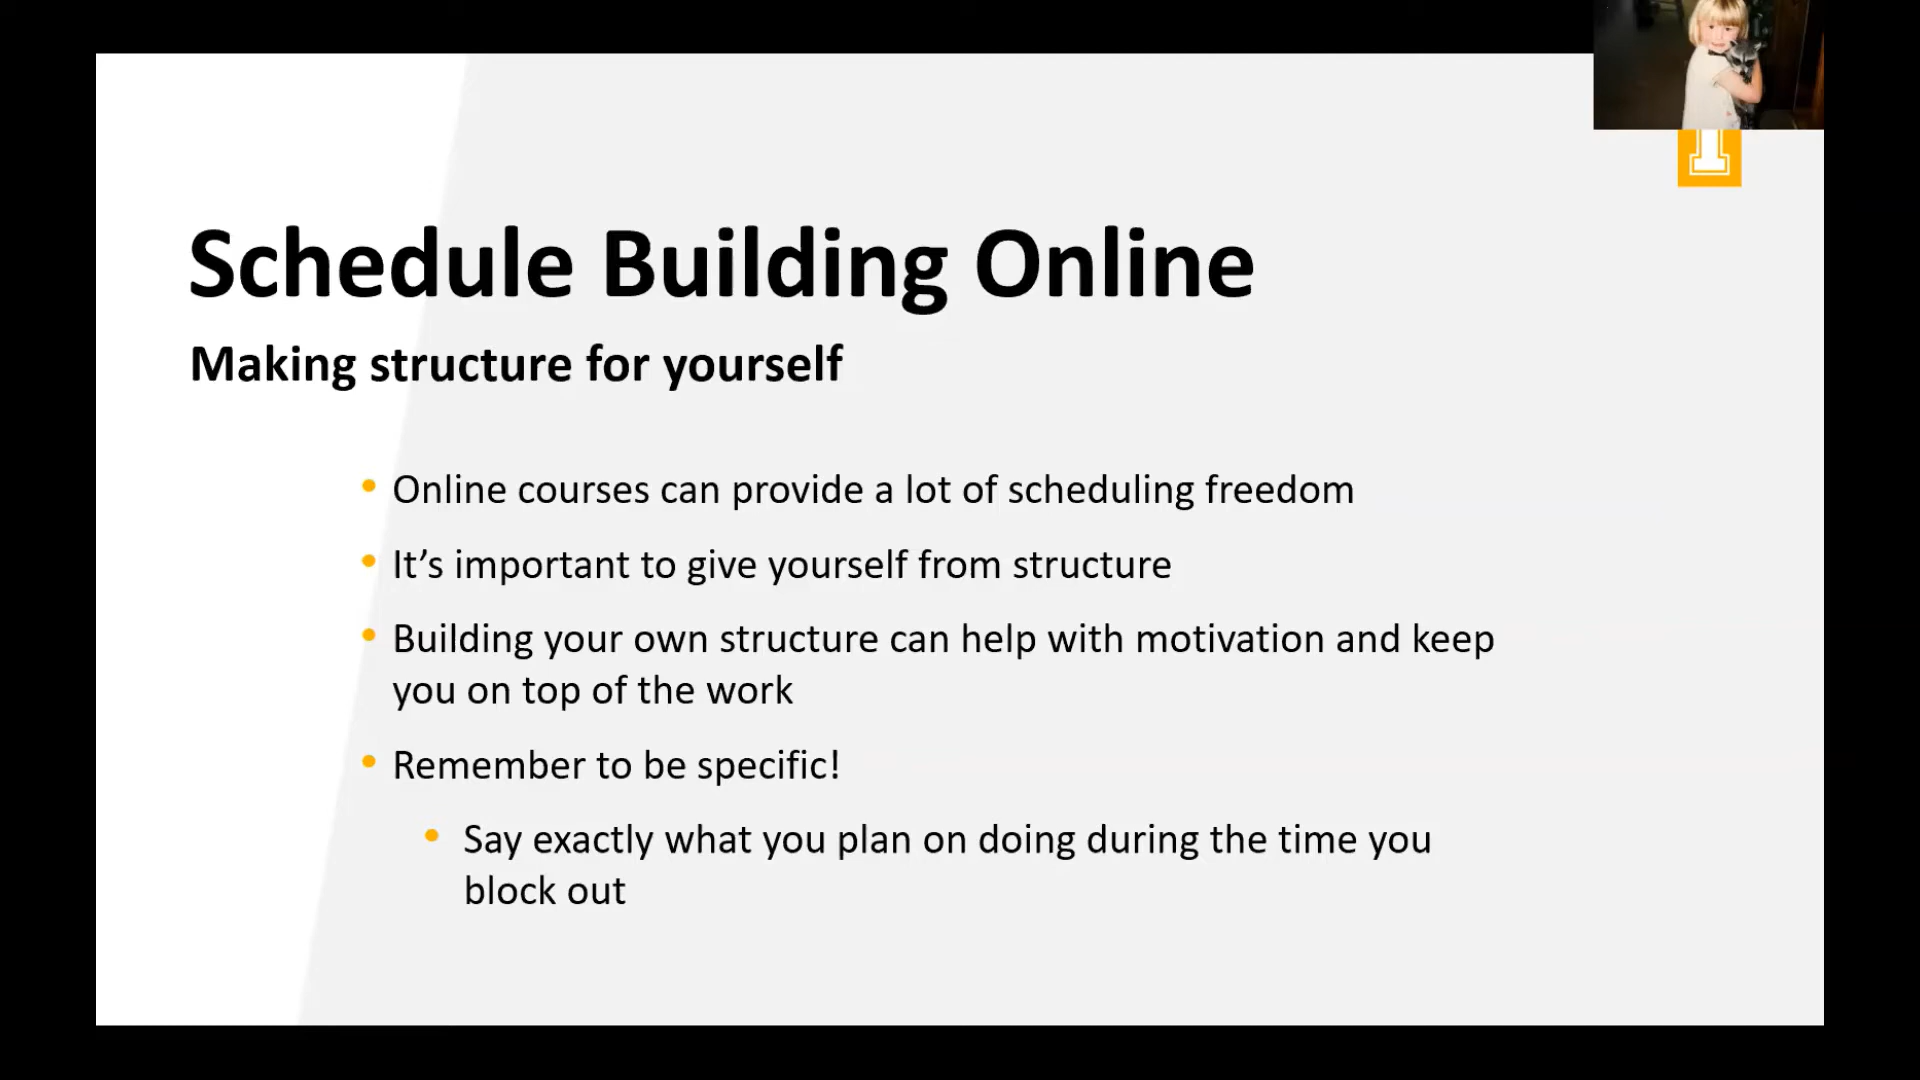 Schedule Building Online
Making structure for yourself
• Online courses can provide a lot of scheduling freedom
• It’s important to give yourself from structure
• Building your own structure can help with motivation and keep
you on top of the work
• Remember to be specific!
• Say exactly what you plan on doing during the time you
block out